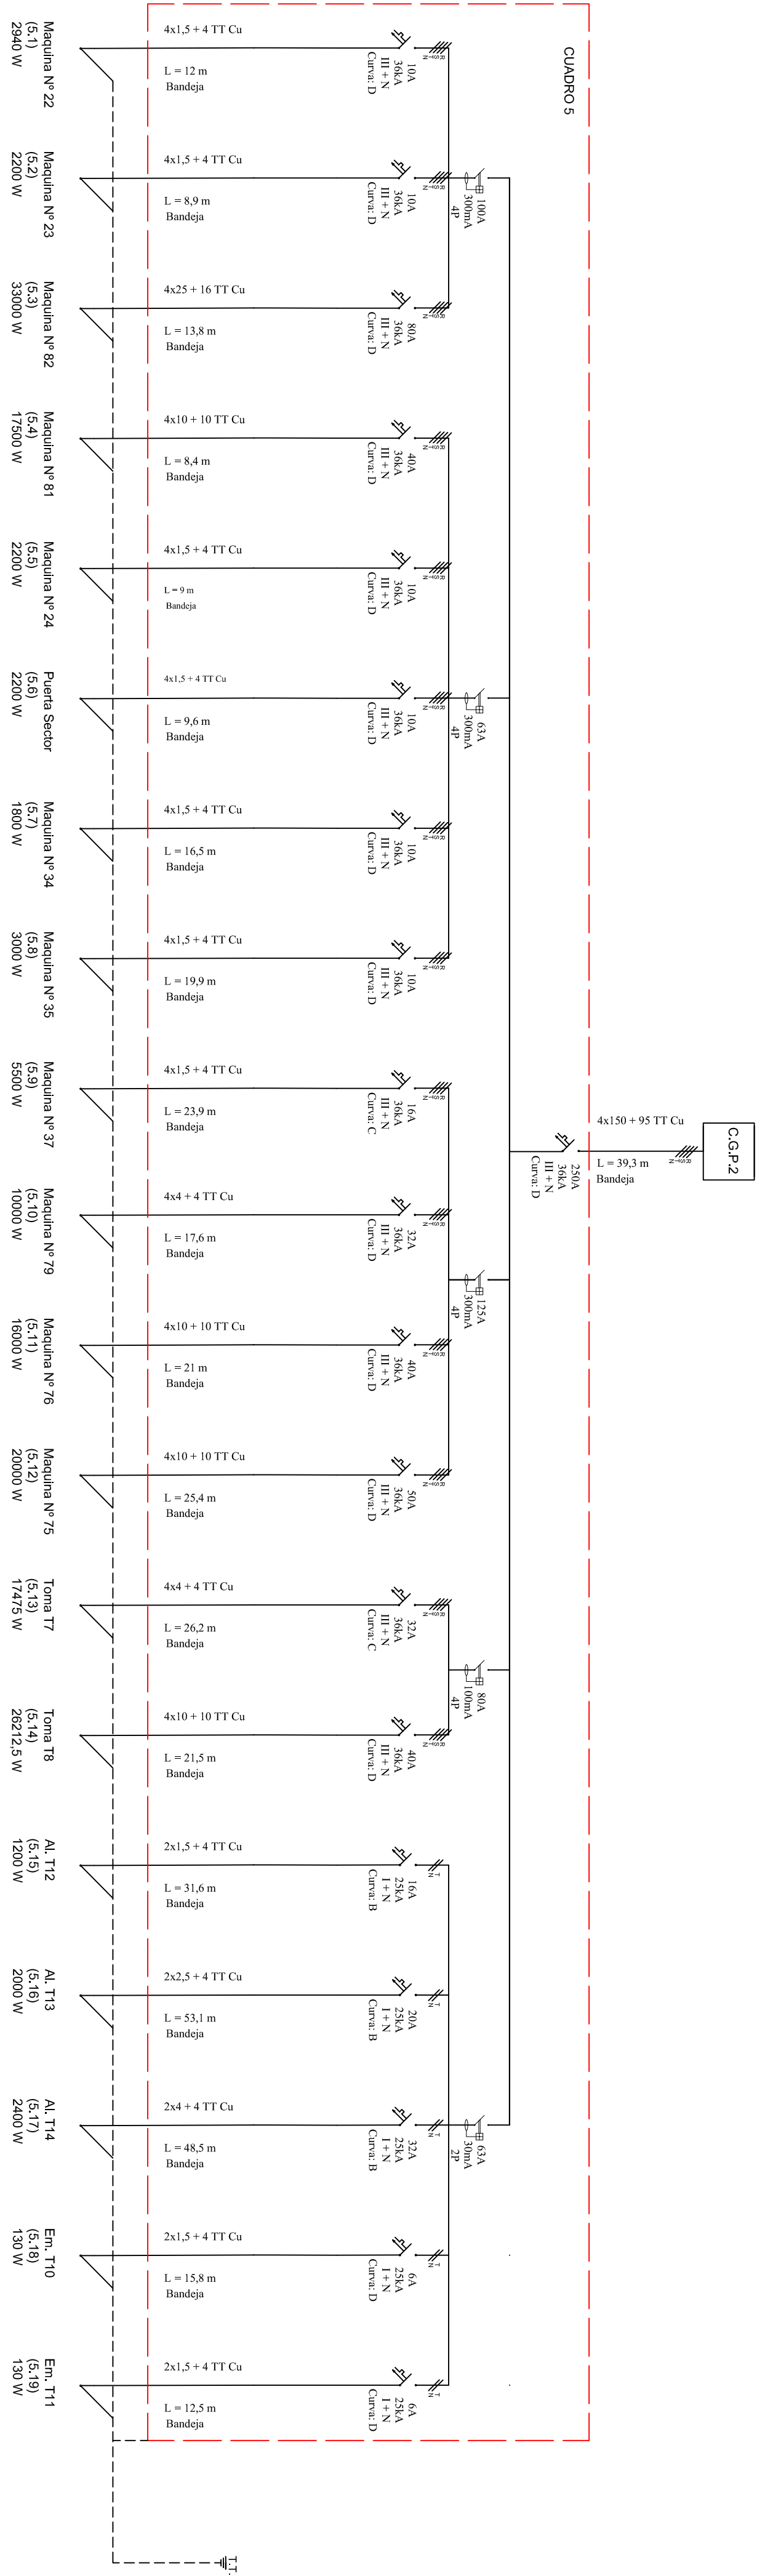 C.G.P.2
4x150 + 95 TT Cu
L = 39,3 m
Bandeja
R
S
T
N
CUADRO 5
250A
36kA
III + N
Curva: D
100A
300mA
4P
63A
300mA
4P
125A
300mA
4P
80A
100mA
4P
63A
30mA
2P
4x1,5 + 4 TT Cu
L = 12 m
Bandeja
R
S
T
N
10A
36kA
III + N
Curva: D
Maquina Nº 22
(5.1)
2940 W
4x1,5 + 4 TT Cu
L = 8,9 m
Bandeja
R
S
T
N
10A
36kA
III + N
Curva: D
Maquina Nº 23
(5.2)
2200 W
4x25 + 16 TT Cu
L = 13,8 m
Bandeja
R
S
T
N
80A
36kA
III + N
Curva: D
Maquina Nº 82
(5.3)
33000 W
4x10 + 10 TT Cu
L = 8,4 m
Bandeja
R
S
T
N
40A
36kA
III + N
Curva: D
Maquina Nº 81
(5.4)
17500 W
4x1,5 + 4 TT Cu
L = 9 m
Bandeja
R
S
T
N
10A
36kA
III + N
Curva: D
Maquina Nº 24
(5.5)
2200 W
4x1,5 + 4 TT Cu
L = 9,6 m
Bandeja
R
S
T
N
10A
36kA
III + N
Curva: D
Puerta Sector
(5.6)
2200 W
4x1,5 + 4 TT Cu
L = 16,5 m
Bandeja
R
S
T
N
10A
36kA
III + N
Curva: D
Maquina Nº 34
(5.7)
1800 W
4x1,5 + 4 TT Cu
L = 19,9 m
Bandeja
R
S
T
N
10A
36kA
III + N
Curva: D
Maquina Nº 35
(5.8)
3000 W
4x1,5 + 4 TT Cu
L = 23,9 m
Bandeja
R
S
T
N
16A
36kA
III + N
Curva: C
Maquina Nº 37
(5.9)
5500 W
4x4 + 4 TT Cu
L = 17,6 m
Bandeja
R
S
T
N
32A
36kA
III + N
Curva: D
Maquina Nº 79
(5.10)
10000 W
4x10 + 10 TT Cu
L = 21 m
Bandeja
R
S
T
N
40A
36kA
III + N
Curva: D
Maquina Nº 76
(5.11)
16000 W
4x10 + 10 TT Cu
L = 25,4 m
Bandeja
R
S
T
N
50A
36kA
III + N
Curva: D
Maquina Nº 75
(5.12)
20000 W
4x4 + 4 TT Cu
L = 26,2 m
Bandeja
R
S
T
N
32A
36kA
III + N
Curva: C
Toma T7
(5.13)
17475 W
4x10 + 10 TT Cu
L = 21,5 m
Bandeja
R
S
T
N
40A
36kA
III + N
Curva: D
Toma T8
(5.14)
26212,5 W
2x1,5 + 4 TT Cu
L = 31,6 m
Bandeja
T
N
16A
25kA
I + N
Curva: B
Al. T12
(5.15)
1200 W
2x2,5 + 4 TT Cu
L = 53,1 m
Bandeja
T
N
20A
25kA
I + N
Curva: B
Al. T13
(5.16)
2000 W
2x4 + 4 TT Cu
L = 48,5 m
Bandeja
T
N
32A
25kA
I + N
Curva: B
Al. T14
(5.17)
2400 W
2x1,5 + 4 TT Cu
L = 15,8 m
Bandeja
T
N
6A
25kA
I + N
Curva: D
Em. T10
(5.18)
130 W
2x1,5 + 4 TT Cu
L = 12,5 m
Bandeja
T
N
6A
25kA
I + N
Curva: D
Em. T11
(5.19)
130 W
T.T.